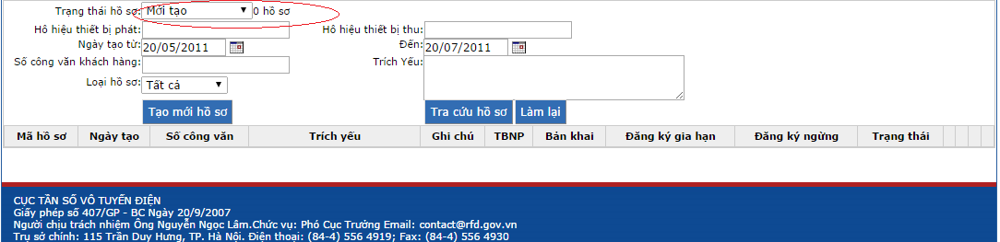 Trạng thái hồ sơ: Mới tạo 0 hồ sơ
Hô hiệu thiết bị phát: Hô hiệu thiết bị thu:
Ngày tạo từ: 20/05/2011 Đến: 20/07/2011
Số công văn khách hàng: Trích Yếu:
Loại hồ sơ: Tất cả
Tạo mới hồ sơ Tra cứu hồ sơ Làm lại
Mã hồ sơ Ngày tạo Số công văn Trích yếu Ghi chú TBNP Bản khai Đăng ký gia hạn Đăng ký ngừng Trạng thái
CỤC TẦN SỐ VÔ TUYẾN ĐIỆN
Giấy phép số 407/GP - BC Ngày 20/9/2007
Người chịu trách nhiệm Ông Nguyễn Ngọc Lâm.Chức vụ: Phó Cục Trưởng Email: contact@rfd.gov.vn
Trụ sở chính: 115 Trần Duy Hưng, TP. Hà Nội. Điện thoại: (84-4) 556 4919; Fax: (84-4) 556 4930